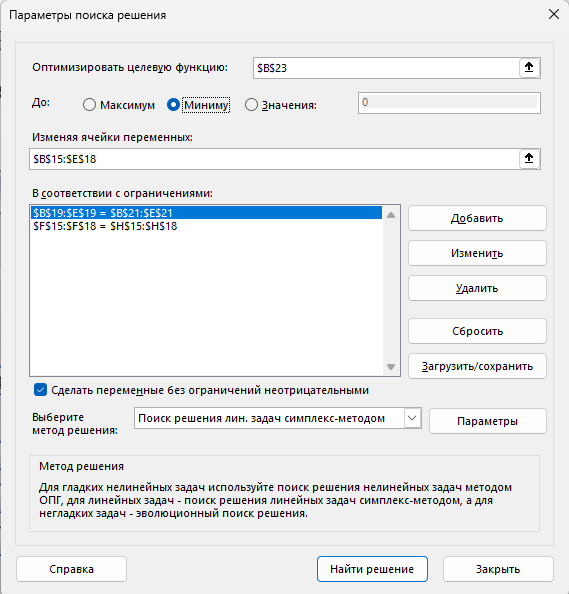 Параметры поиска решения
Оптимизировать целевую функцию:
$B$23
До:
Максимум
Миниму
Значения:
0
Изменяя ячейки переменных:
$B$15:$E$18
В соответствии с ограничениями:
$B$19:$E$19 = $B$21:$E$21
$F$15:$F$18 = $H$15:$H$18
Добавить
Изменить
Удалить
Сбросить
Загрузить/сохранить
Сделать переменные без ограничений неотрицательными
Выберите
метод решения:
Поиск решения лин. задач симплекс-методом
Параметры
Метод решения
Для гладких нелинейных задач используйте поиск решения нелинейных задач методом
ОПГ, для линейных задач - поиск решения линейных задач симплекс-методом, а для
негладких задач - эволюционный поиск решения.
Справка
Найти решение
Закрыть